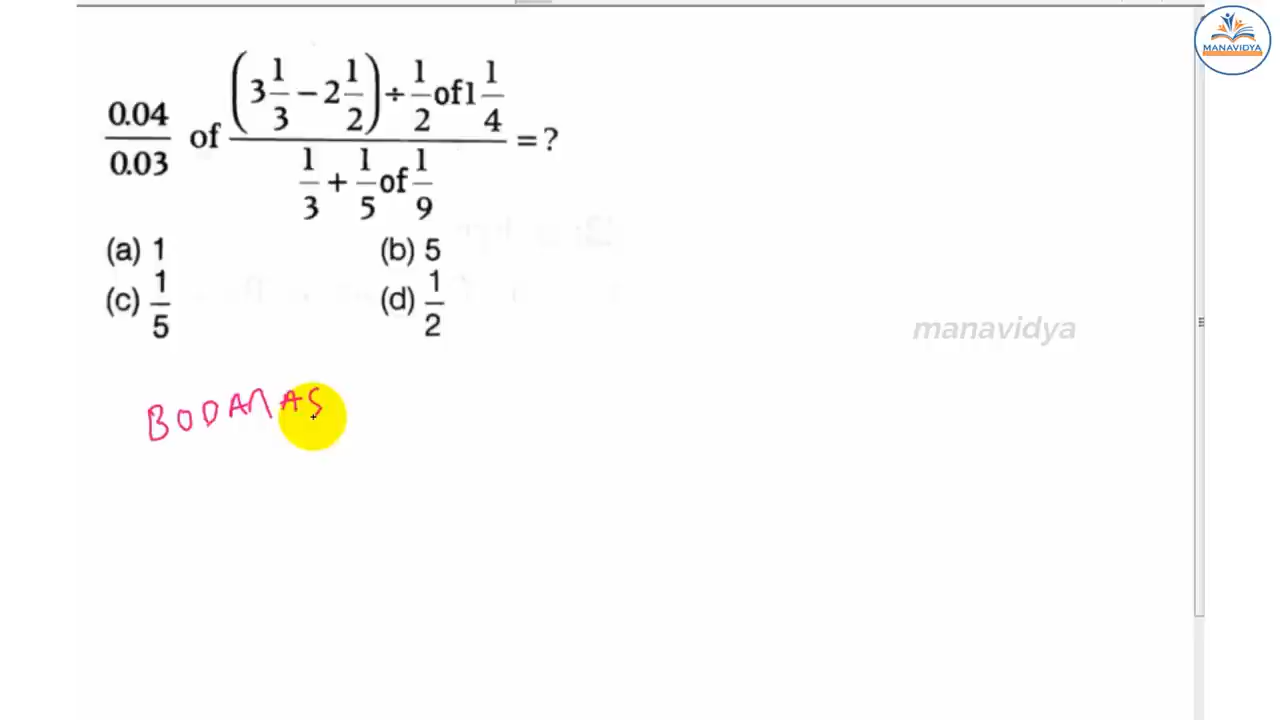 MANAVIDYA
0.04/0.03 of ((3 1/3 − 2 1/2) ÷ 1/2 of 1 1/4)/(1/3 + 1/5 of 1/9) = ?
(a) 1 (b) 5
(c) 1/5 (d) 1/2
manavidya
BODAMAS